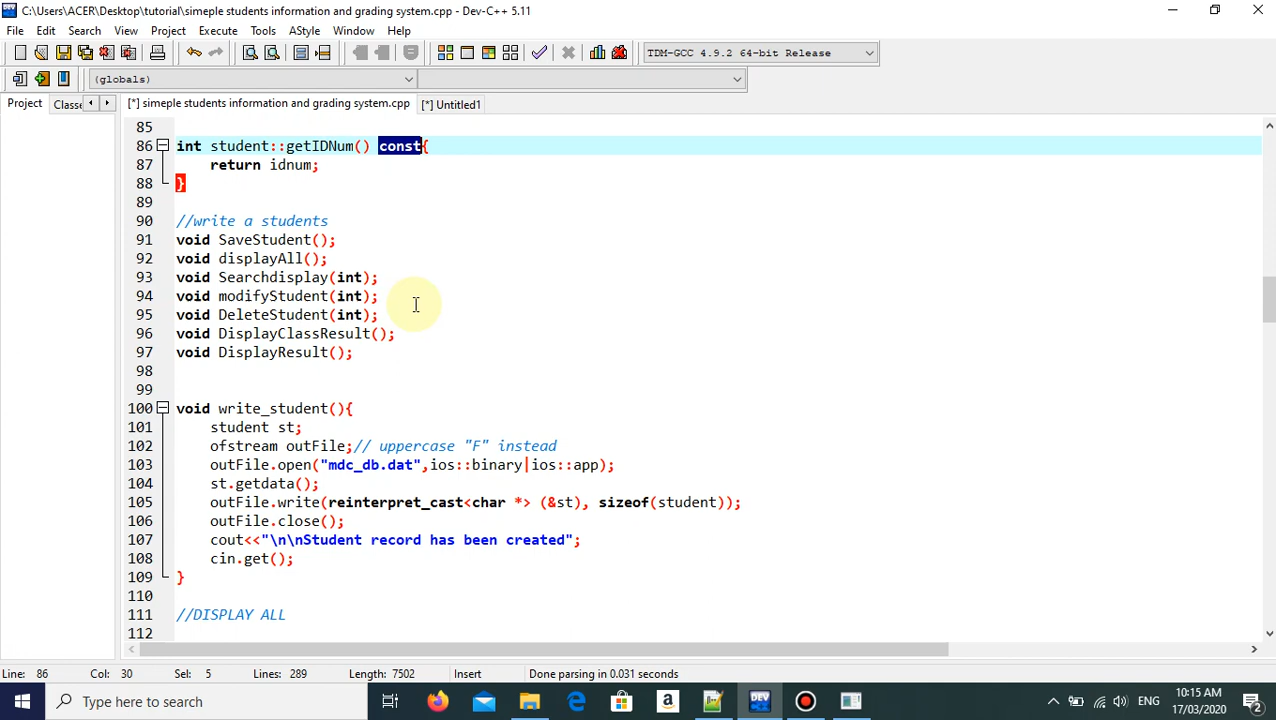 C:\Users\ACER\Desktop\tutorial\simeple students information and grading system.cpp - Dev-C++ 5.11
File Edit Search View Project Execute Tools AStyle Window Help
TDM-GCC 4.9.2 64-bit Release
(globals)
Project Classe [*] simeple students information and grading system.cpp [*] Untitled1
85
86 int student::getIDNum() const{
87 return idnum;
88 }
89
90 //write a students
91 void SaveStudent();
92 void displayAll();
93 void Searchdisplay(int);
94 void modifyStudent(int);
95 void DeleteStudent(int);
96 void DisplayClassResult();
97 void DisplayResult();
98
99
100 void write_student(){
101 student st;
102 ofstream outFile;// uppercase "F" instead
103 outFile.open("mdc_db.dat",ios::binary|ios::app);
104 st.getdata();
105 outFile.write(reinterpret_cast<char *> (&st), sizeof(student));
106 outFile.close();
107 cout<<"\n\nStudent record has been created";
108 cin.get();
109 }
110
111 //DISPLAY ALL
112
Line: 86 Col: 30 Sel: 5 Lines: 289 Length: 7502 Insert Done parsing in 0.031 seconds
Type here to search
DEV
ENG
10:15 AM
17/03/2020
2